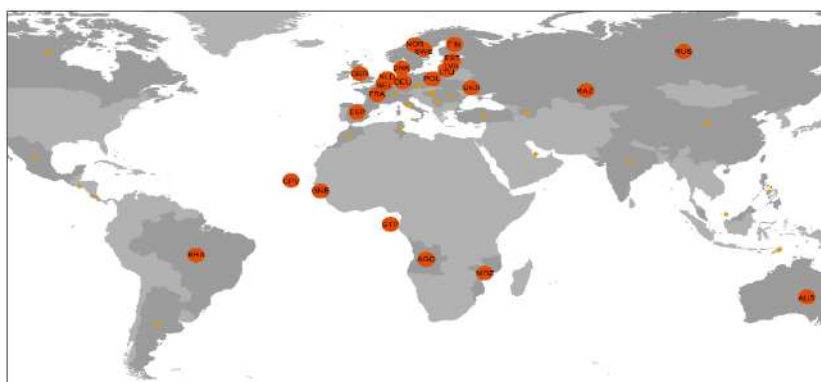 NOR
SWE
FIN
RUS
EST
LVA
LTU
DNK
GBR
NLD
POL
BEL
DEU
UKR
KAZ
FRA
ESP
CPV
GNB
STP
BRA
AGO
MOZ
AUS